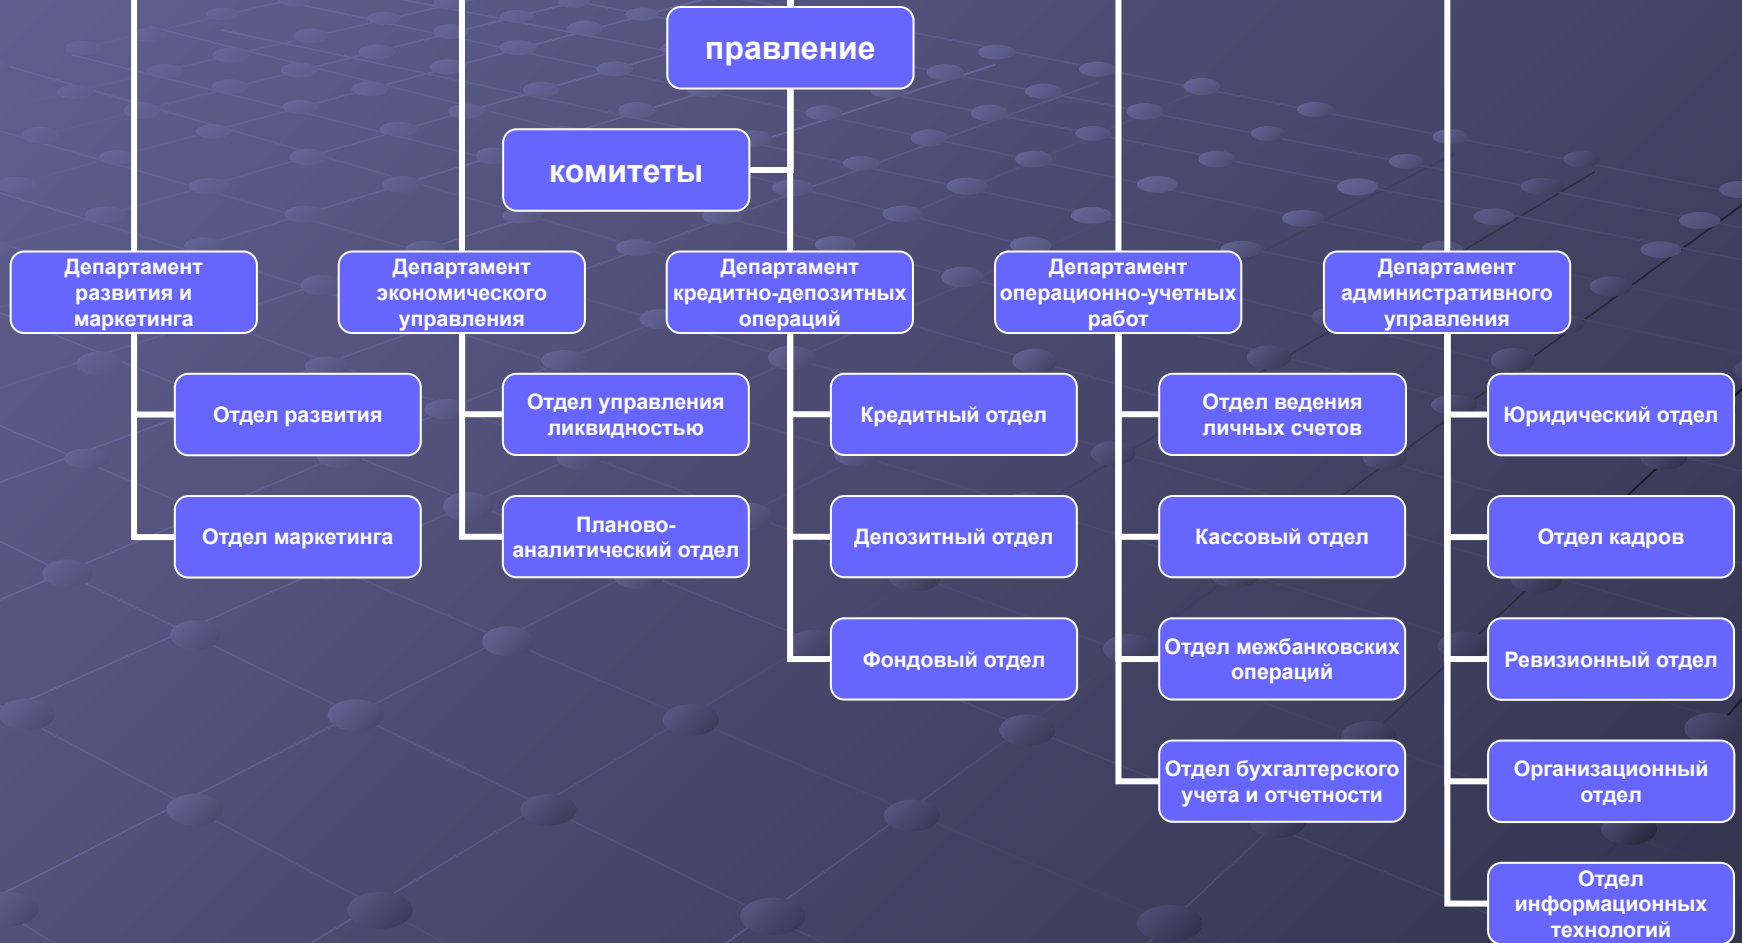 правление
комитеты
Департамент
развития и
маркетинга
Департамент
экономического
управления
Департамент
кредитно-депозитных
операций
Департамент
операционно-учетных
работ
Департамент
административного
управления
Отдел развития
Отдел управления
ликвидностью
Кредитный отдел
Отдел ведения
личных счетов
Юридический отдел
Отдел маркетинга
Планово-
аналитический отдел
Депозитный отдел
Кассовый отдел
Отдел кадров
Фондовый отдел
Отдел межбанковских
операций
Ревизионный отдел
Отдел бухгалтерского
учета и отчетности
Организационный
отдел
Отдел
информационных
технологий